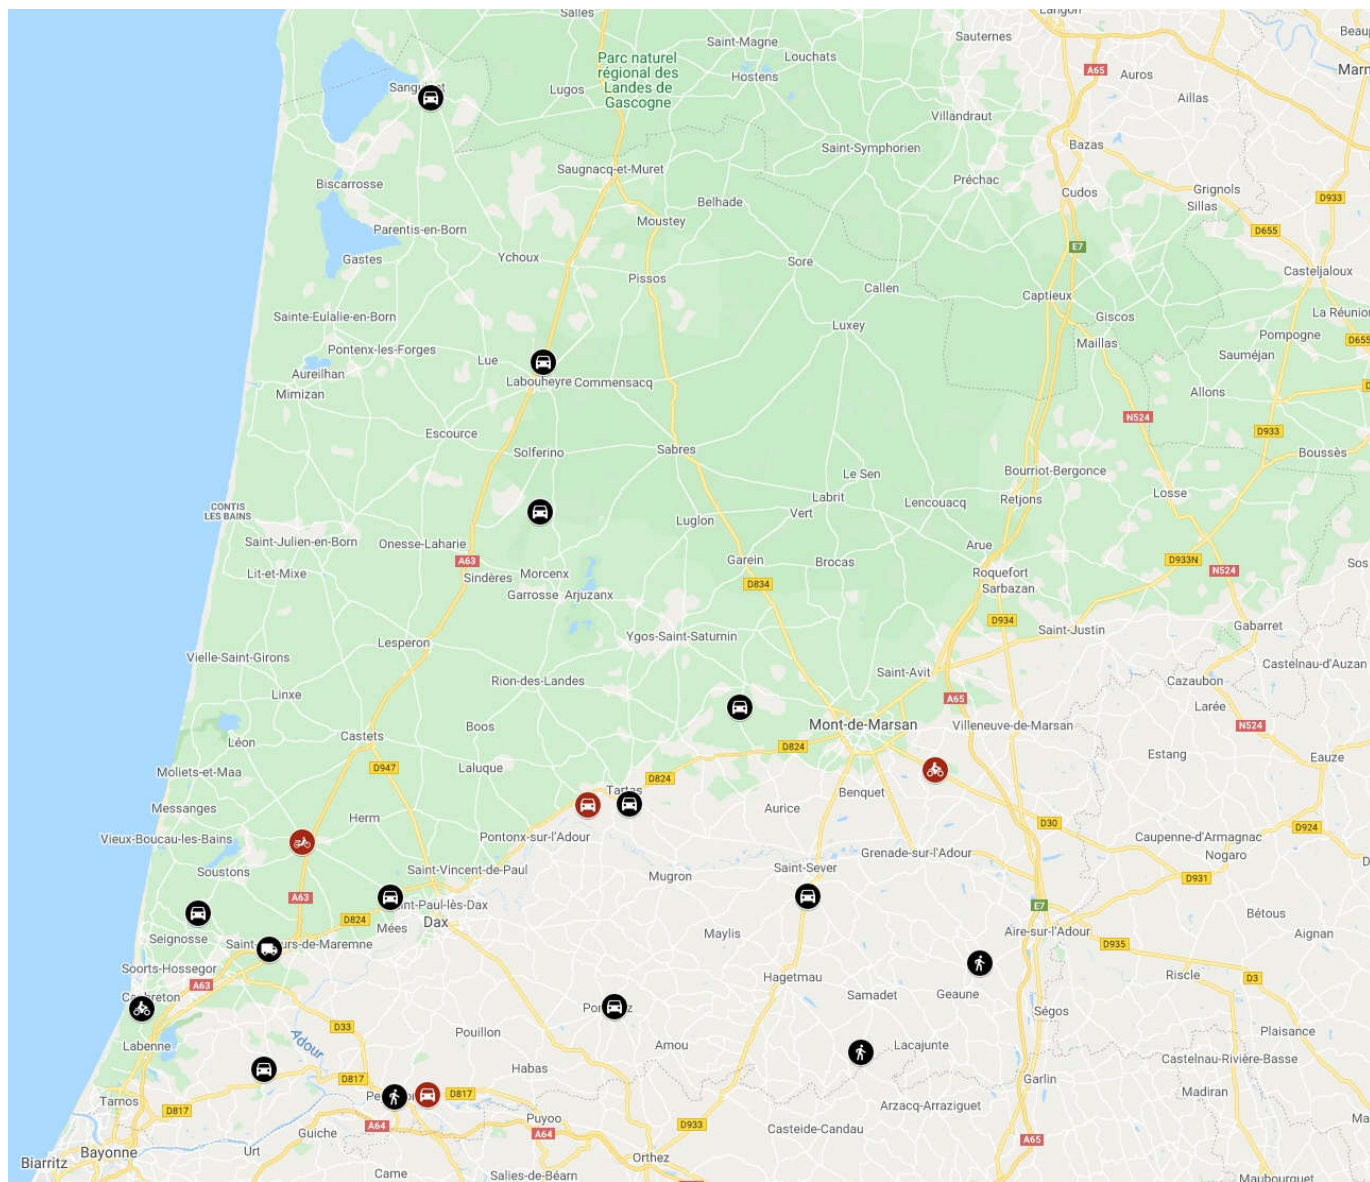 Salles
Langon
Saint-Magne
Louchats
Sauternes
Beau
Parc naturel
régional des
Landes de
Gascogne
A65
Auros
Marm
Hostens
Lugos
Aillas
Villandraut
Saint-Symphorien
Bazas
Saugnacq-et-Muret
Biscarrosse
Préchac
Cudos
Grignols
D933
Belhade
Sillas
Moustey
Parentis-en-Born
D655
E7
Gastes
Ychoux
Sore
Casteljaloux
Pissos
Callen
Captieux
Sainte-Eulalie-en-Born
Giscos
La Réunion
Luxey
Pompogne
Pontenx-les-Forges
Lue
Maillas
D655
Sauméjan
Aureilhan
Labouheyre
Commensacq
Mimizan
Allons
N524
Escource
D933
Solferino
Sabres
Boussès
Le Sen
Bourriot-Bergonce
Labrit
Lencouacq
Retjons
Losse
CONTIS
LES BAINS
Luglon
Vert
Saint-Julien-en-Born
Onesse-Laharie
Arue
A63
Garein
Brocas
D933N
Sos
Lit-et-Mixe
Sindères
Morcenx
D834
Roquefort
N524
Garrosse
Arjuzanx
Sarbazan
D934
Gabarret
Lesperon
Ygos-Saint-Saturnin
Saint-Justin
Vielle-Saint-Girons
Castelnau-d'Auzan
Saint-Avit
Rion-des-Landes
Cazaubon
Linxe
A65
Larée
Boos
Mont-de-Marsan
Villeneuve-de-Marsan
N524
Léon
Castets
D824
Estang
Eauze
Moliets-et-Maa
D947
Laluque
D824
Tartas
Benquet
Messanges
Herm
Aurice
D30
D924
Vieux-Boucau-les-Bains
Pontonx-sur-l'Adour
Caupenne-d'Armagnac
Grenade-sur-l'Adour
Nogaro
Soustons
Saint-Vincent-de-Paul
Mugron
Saint-Sever
D931
A63
E7
D824
Dax
Bétous
Mées
Maylis
Aire-sur-l'Adour
Aignan
Seignosse
D935
Soorts-Hossegor
Hagetmau
Riscle
D3
A63
Samadet
Geaune
Ségos
D33
Pouillon
Plaisance
Labenne
Adour
Amou
Lacajunte
Castelnau-Rivière-Basse
Habas
D817
Garlin
Madiran
Tarnos
D817
D817
Arzacq-Arraziguet
Puyoo
A64
D933
Casteide-Candau
Guiche
A64
A65
Bayonne
Urt
Orthez
Biarritz
Came
Salies-de-Béarn
Maubourguet